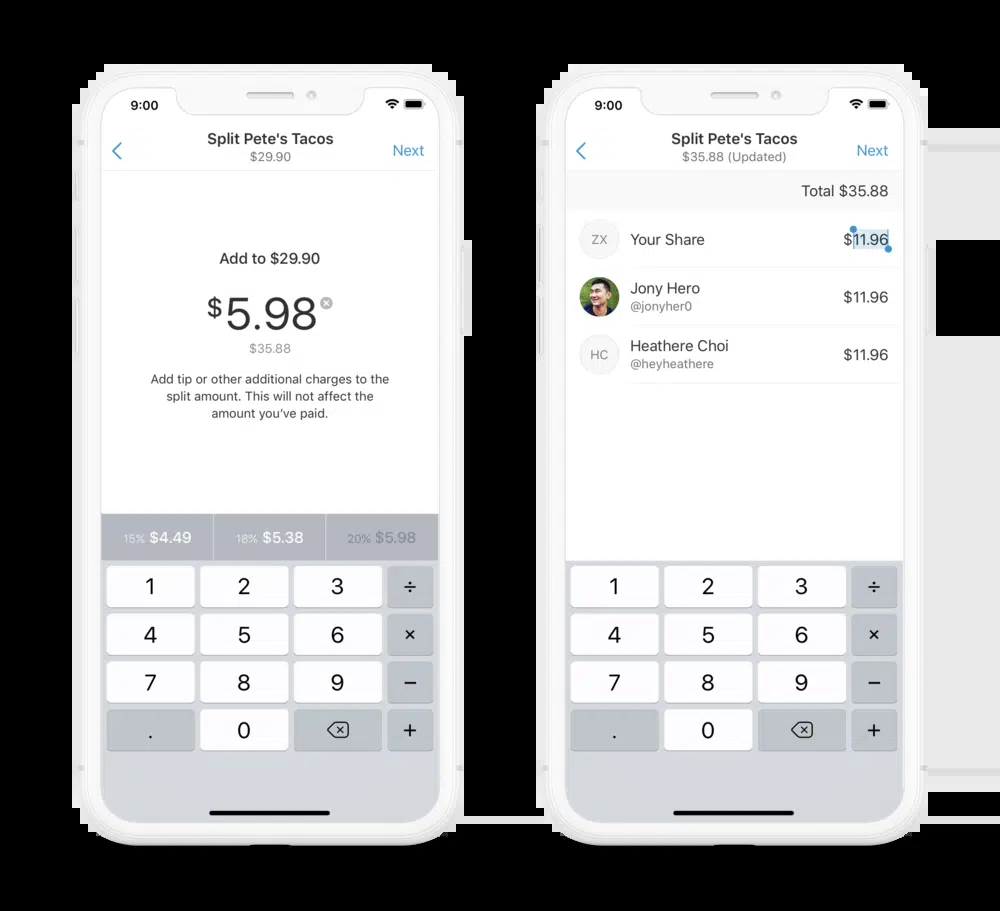 9:00
Split Pete's Tacos
$29.90
Next
Add to $29.90
$5.98
$35.88
Add tip or other additional charges to the
split amount. This will not affect the
amount you've paid.
15% $4.49 18% $5.38 20% $5.98
1 2 3 ÷
4 5 6 ×
7 8 9 −
. 0 +
9:00
Split Pete's Tacos
$35.88 (Updated)
Next
Total $35.88
ZX Your Share $11.96
Jony Hero
@jonyher0
$11.96
HC
Heathere Choi
@heyheathere
$11.96
1 2 3 ÷
4 5 6 ×
7 8 9 −
. 0 +